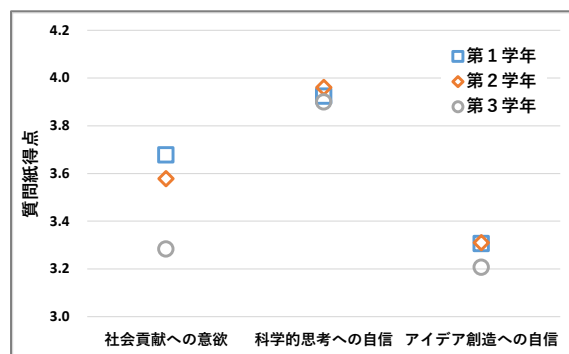 4.2
4.0
3.8
3.6
3.4
3.2
3.0
質問紙得点
第１学年
第２学年
第３学年
社会貢献への意欲
科学的思考への自信
アイデア創造への自信